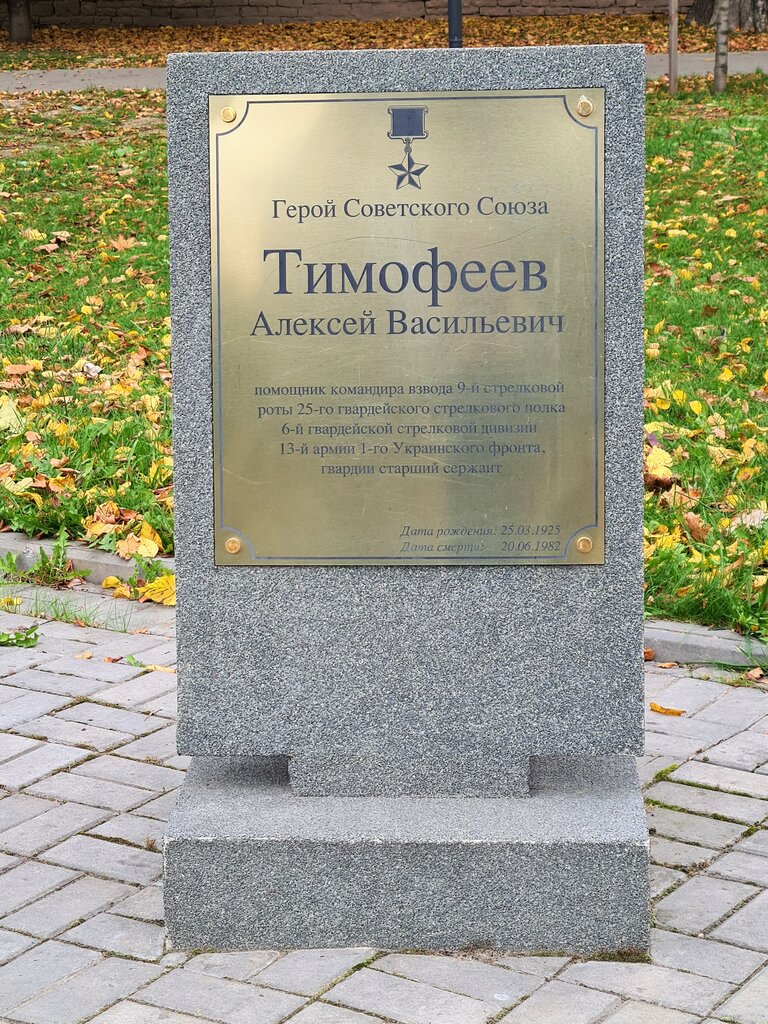 Герой Советского Союза
Тимофеев
Алексей Васильевич
помощник командира взвода 9-й стрелковой
роты 25-го гвардейского стрелкового полка
6-й гвардейской стрелковой дивизии
13-й армии 1-го Украинского фронта,
гвардии старший сержант
Дата рождения: 25.03.1925
Дата смерти: 20.06.1982